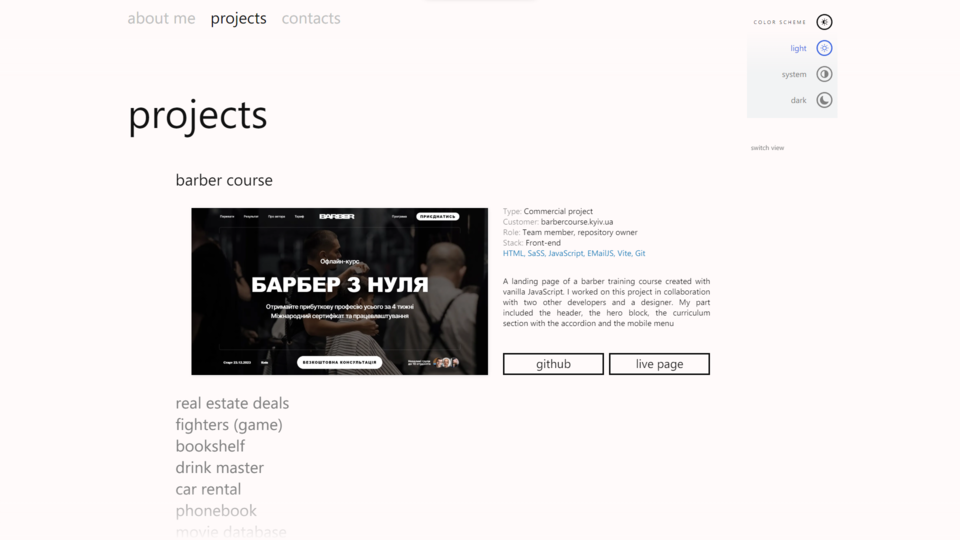 about me projects contacts
COLOR SCHEME
light
system
dark
switch view
projects
barber course
Переваги Результат Про автора Тариф BARBER Програма ПРИЄДНАТИСЬ
Офлайн-курс
БАРБЕР З НУЛЯ
Отримайте прибуткову професію усього за 4 тижні
Міжнародний сертифікат та працевлаштування
Старт 22.12.2023 Київ БЕЗКОШТОВНА КОНСУЛЬТАЦІЯ
Type: Commercial project
Customer: barbercourse.kyiv.ua
Role: Team member, repository owner
Stack: Front-end
HTML, SaSS, JavaScript, EMailJS, Vite, Git
A landing page of a barber training course created with
vanilla JavaScript. I worked on this project in collaboration
with two other developers and a designer. My part
included the header, the hero block, the curriculum
section with the accordion and the mobile menu
github live page
real estate deals
fighters (game)
bookshelf
drink master
car rental
phonebook
movie database